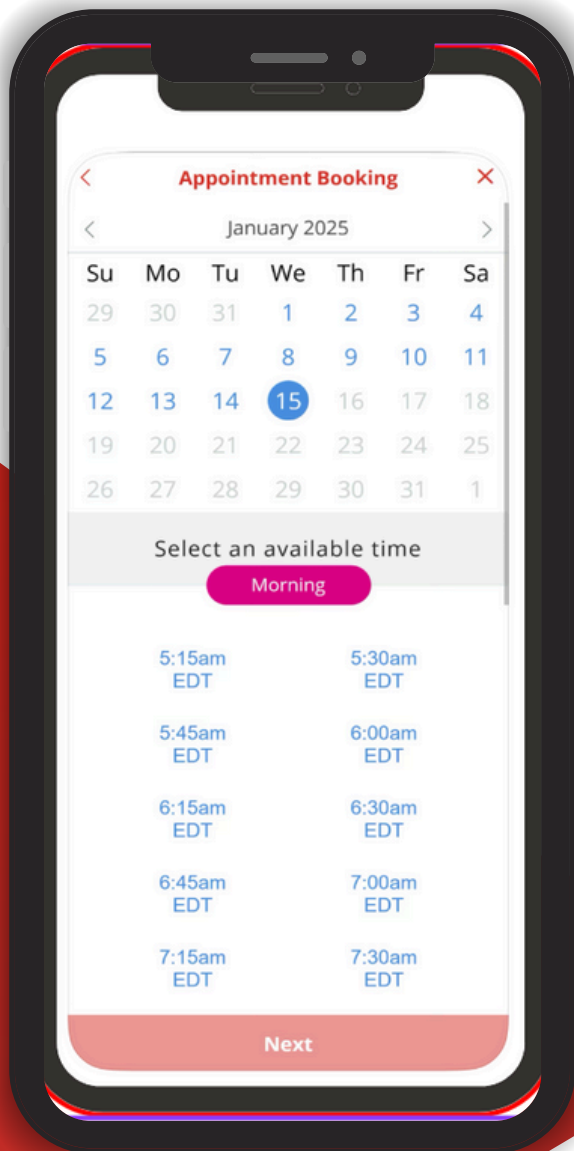 Appointment Booking
January 2025
Su Mo Tu We Th Fr Sa
29 30 31 1 2 3 4
5 6 7 8 9 10 11
12 13 14 15 16 17 18
19 20 21 22 23 24 25
26 27 28 29 30 31 1
Select an available time
Morning
5:15am 5:30am
EDT EDT
5:45am 6:00am
EDT EDT
6:15am 6:30am
EDT EDT
6:45am 7:00am
EDT EDT
7:15am 7:30am
EDT EDT
Next